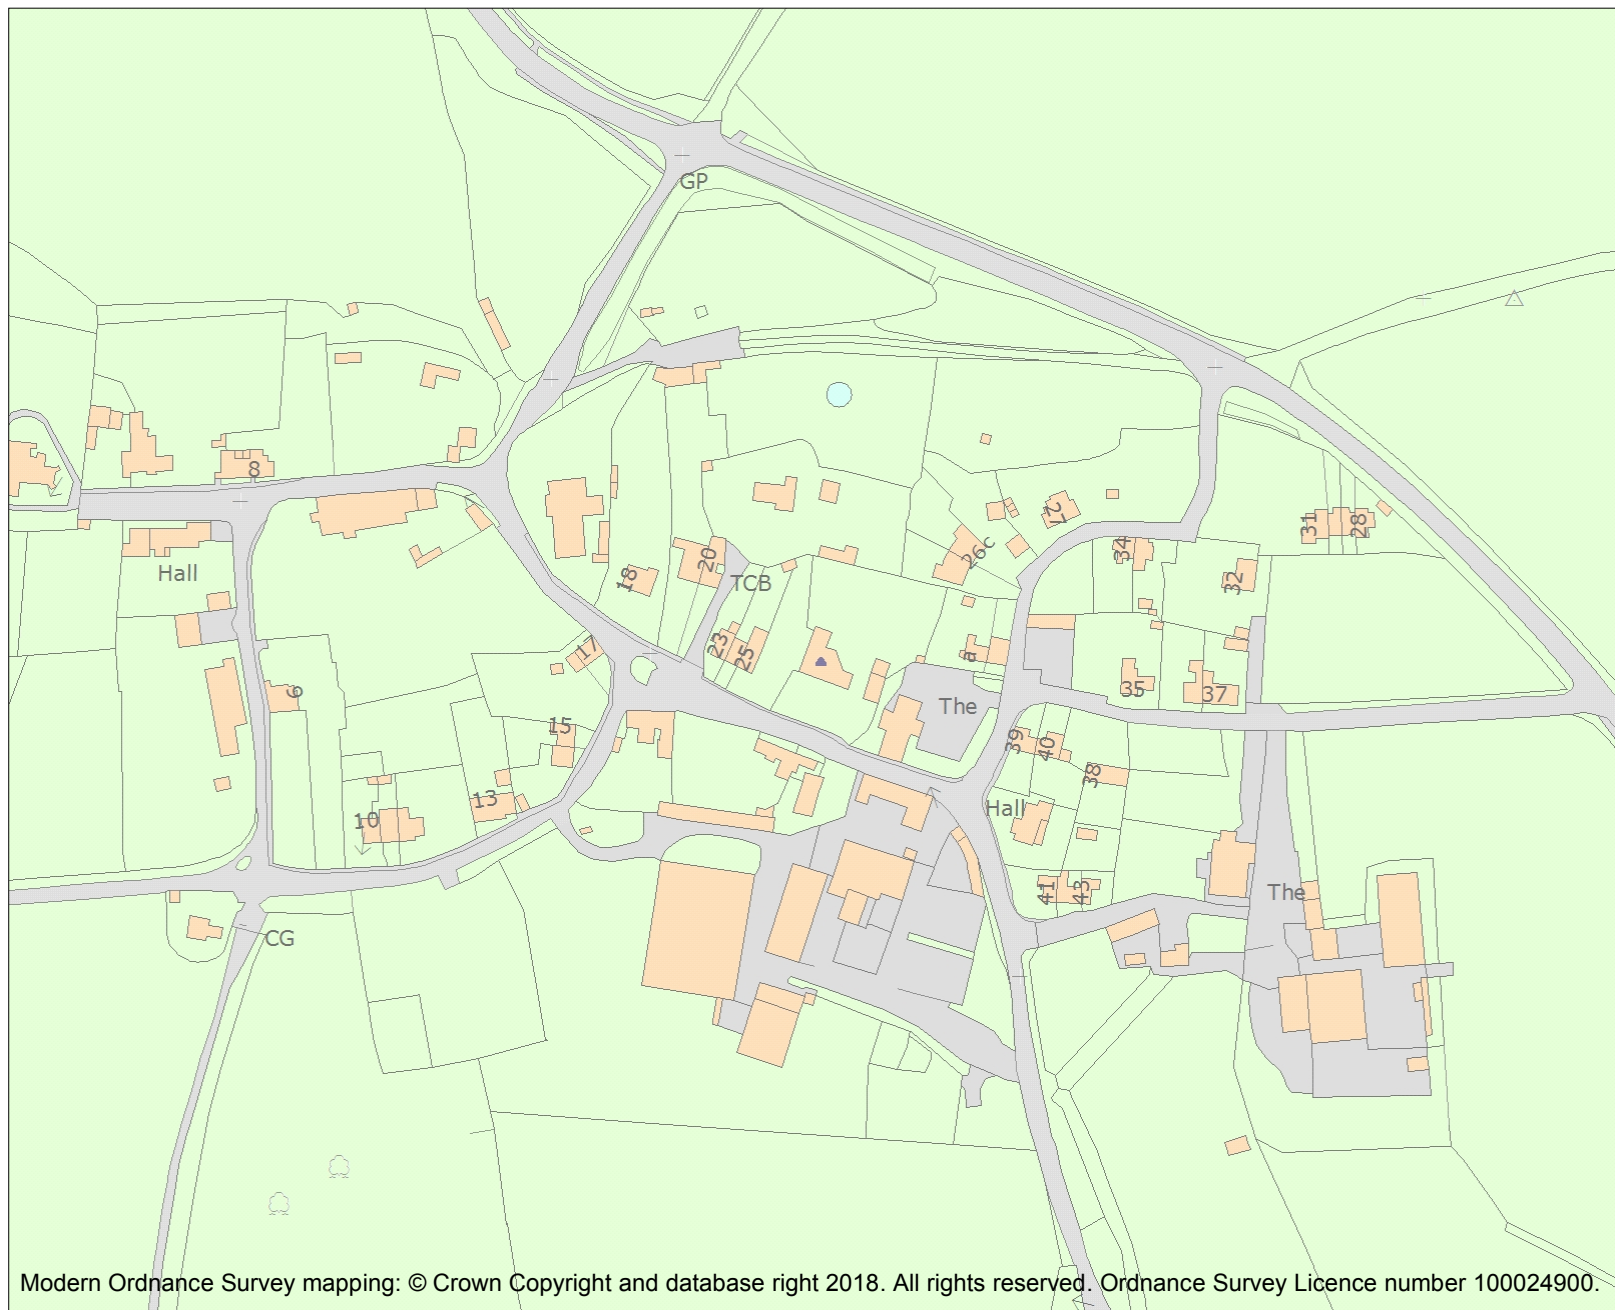 GP
8
27
31
28
26c
34
32
Hall
20
TCB
18
17
23
25
a
6
35
37
The
15
39
40
38
13
Hall
10
41
43
The
CG
Modern Ordnance Survey mapping: © Crown Copyright and database right 2018. All rights reserved. Ordnance Survey Licence number 100024900.